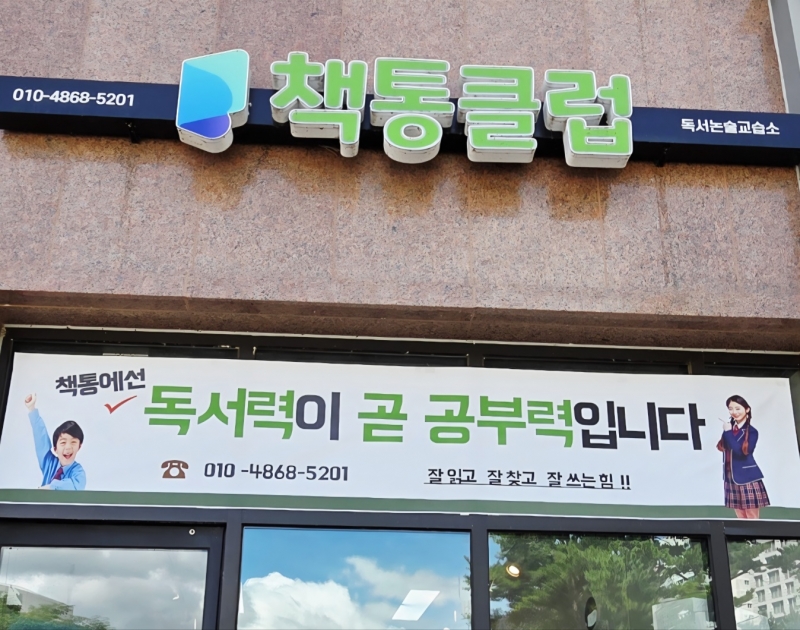 010-4868-5201
책통클럽
독서논술교습소
책통에선
독서력이 곧 공부력입니다
010 -4868-5201
잘 읽고 잘 찾고 잘 쓰는 힘 !!